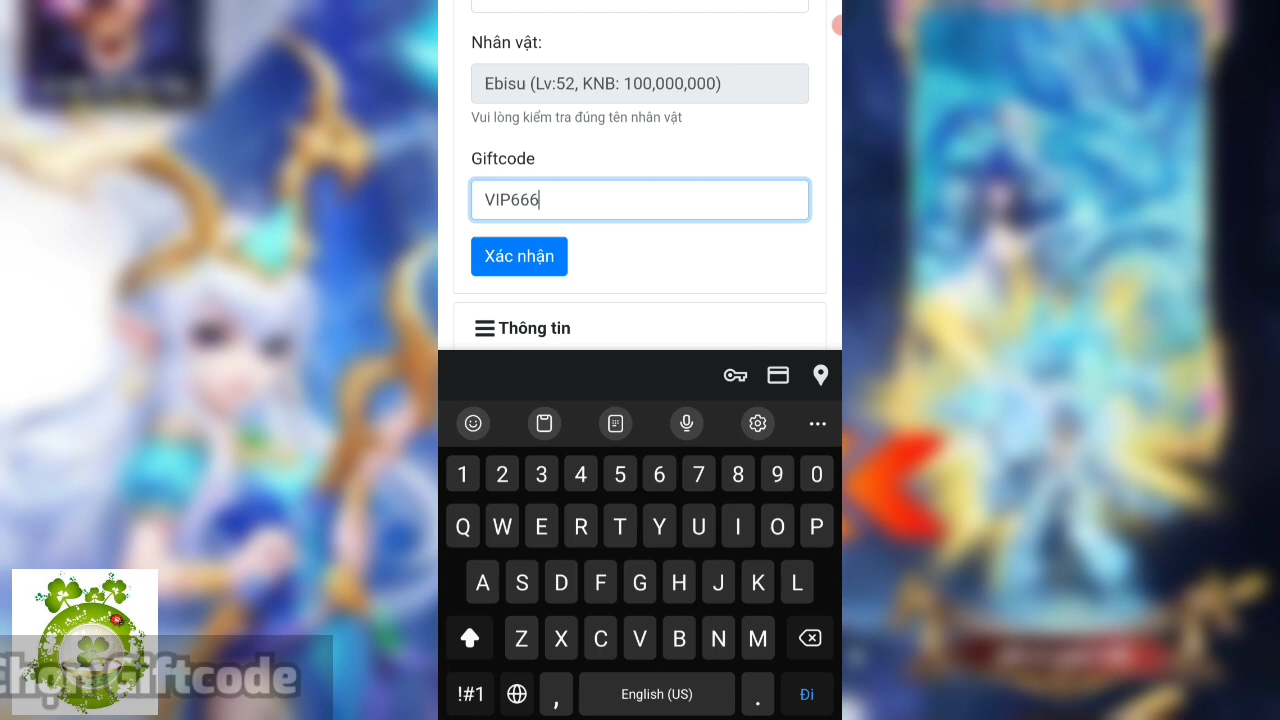 Nhân vật:
Ebisu (Lv:52, KNB: 100,000,000)
Vui lòng kiểm tra đúng tên nhân vật
Giftcode
VIP666
Xác nhận
Thông tin
1 2 3 4 5 6 7 8 9 0
Q W E R T Y U I O P
A S D F G H J K L
Z X C V B N M
!#1 , English (US) . Đi
Giftcode